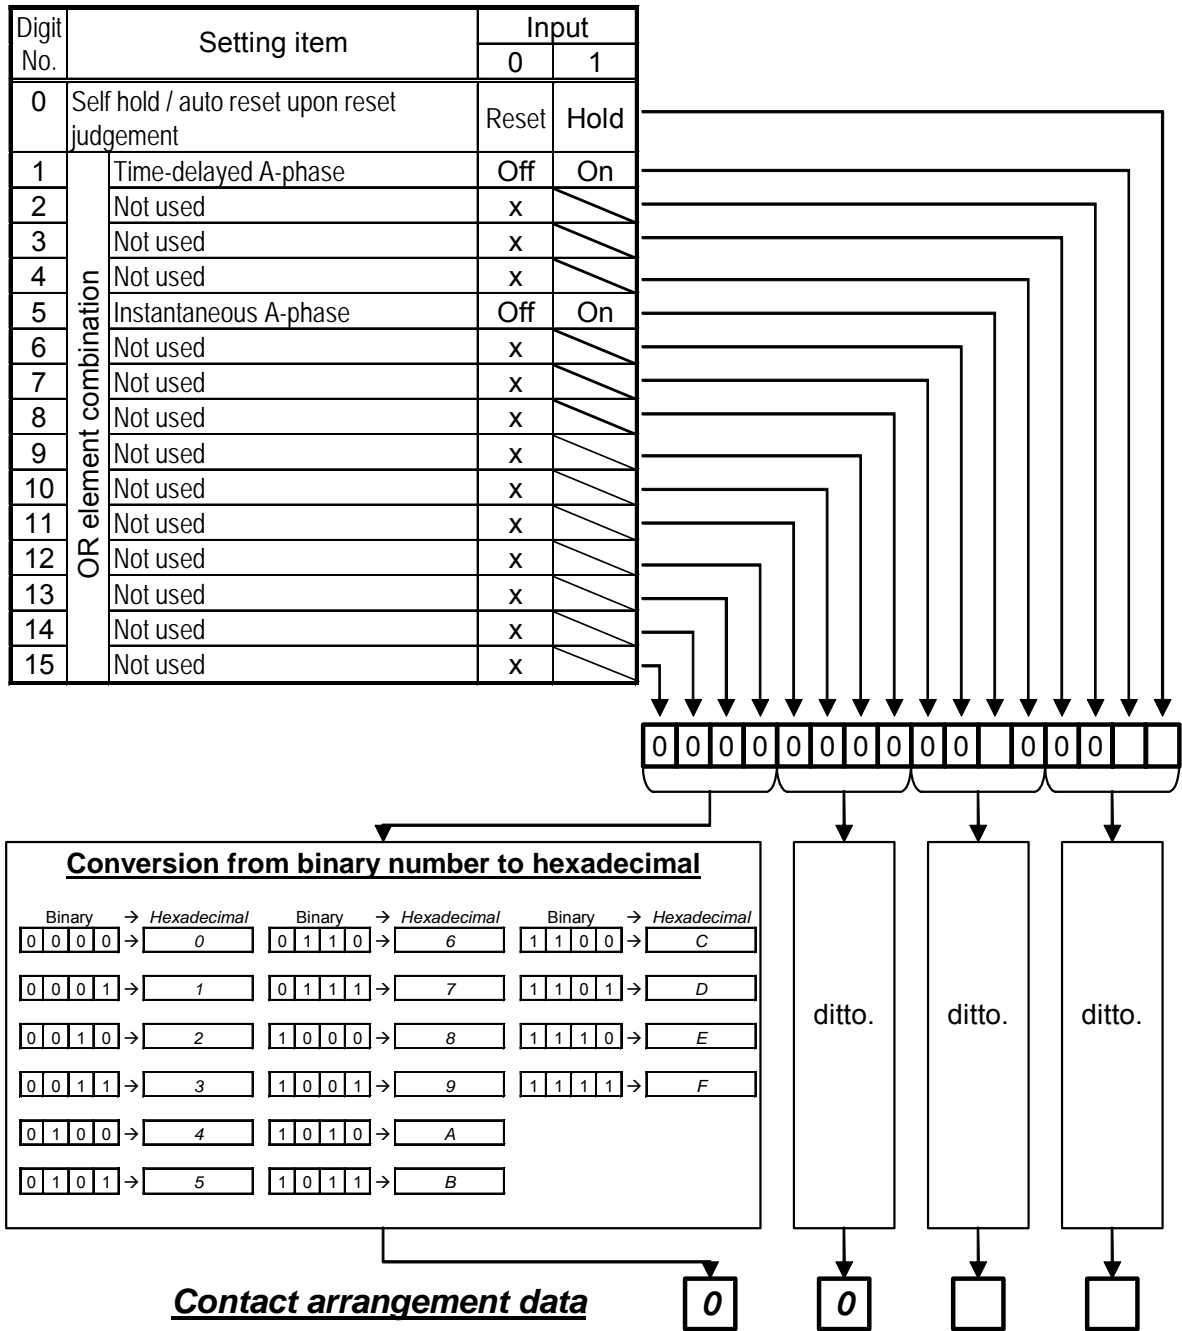 Digit No. Setting item Input
0 1
0 Self hold / auto reset upon reset judgement Reset Hold
OR element combination
1 Time-delayed A-phase Off On
2 Not used x
3 Not used x
4 Not used x
5 Instantaneous A-phase Off On
6 Not used x
7 Not used x
8 Not used x
9 Not used x
10 Not used x
11 Not used x
12 Not used x
13 Not used x
14 Not used x
15 Not used x
0 0 0 0 0 0 0 0 0 0 0 0 0
Conversion from binary number to hexadecimal
Binary → Hexadecimal Binary → Hexadecimal Binary → Hexadecimal
0 0 0 0 → 0 0 1 1 0 → 6 1 1 0 0 → C
0 0 0 1 → 1 0 1 1 1 → 7 1 1 0 1 → D
0 0 1 0 → 2 1 0 0 0 → 8 1 1 1 0 → E
0 0 1 1 → 3 1 0 0 1 → 9 1 1 1 1 → F
0 1 0 0 → 4 1 0 1 0 → A
0 1 0 1 → 5 1 0 1 1 → B
ditto. ditto. ditto.
Contact arrangement data 0 0